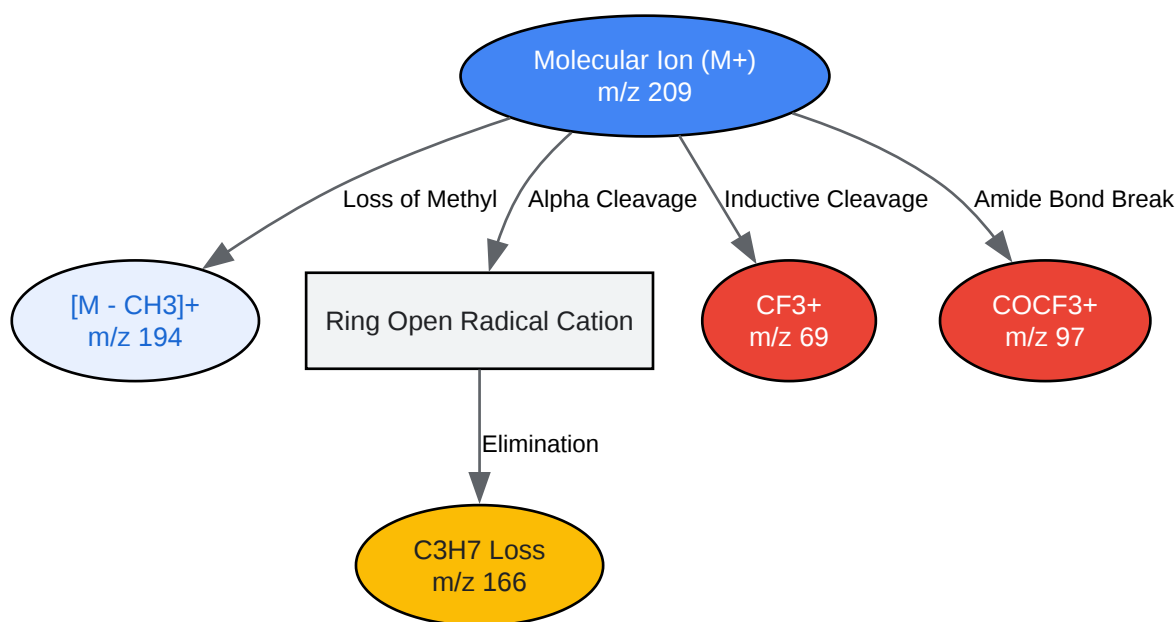 Molecular Ion (M+)
m/z 209
Loss of Methyl
Alpha Cleavage
Inductive Cleavage
Amide Bond Break
[M - CH3]+
m/z 194
Ring Open Radical Cation
CF3+
m/z 69
COCF3+
m/z 97
Elimination
C3H7 Loss
m/z 166